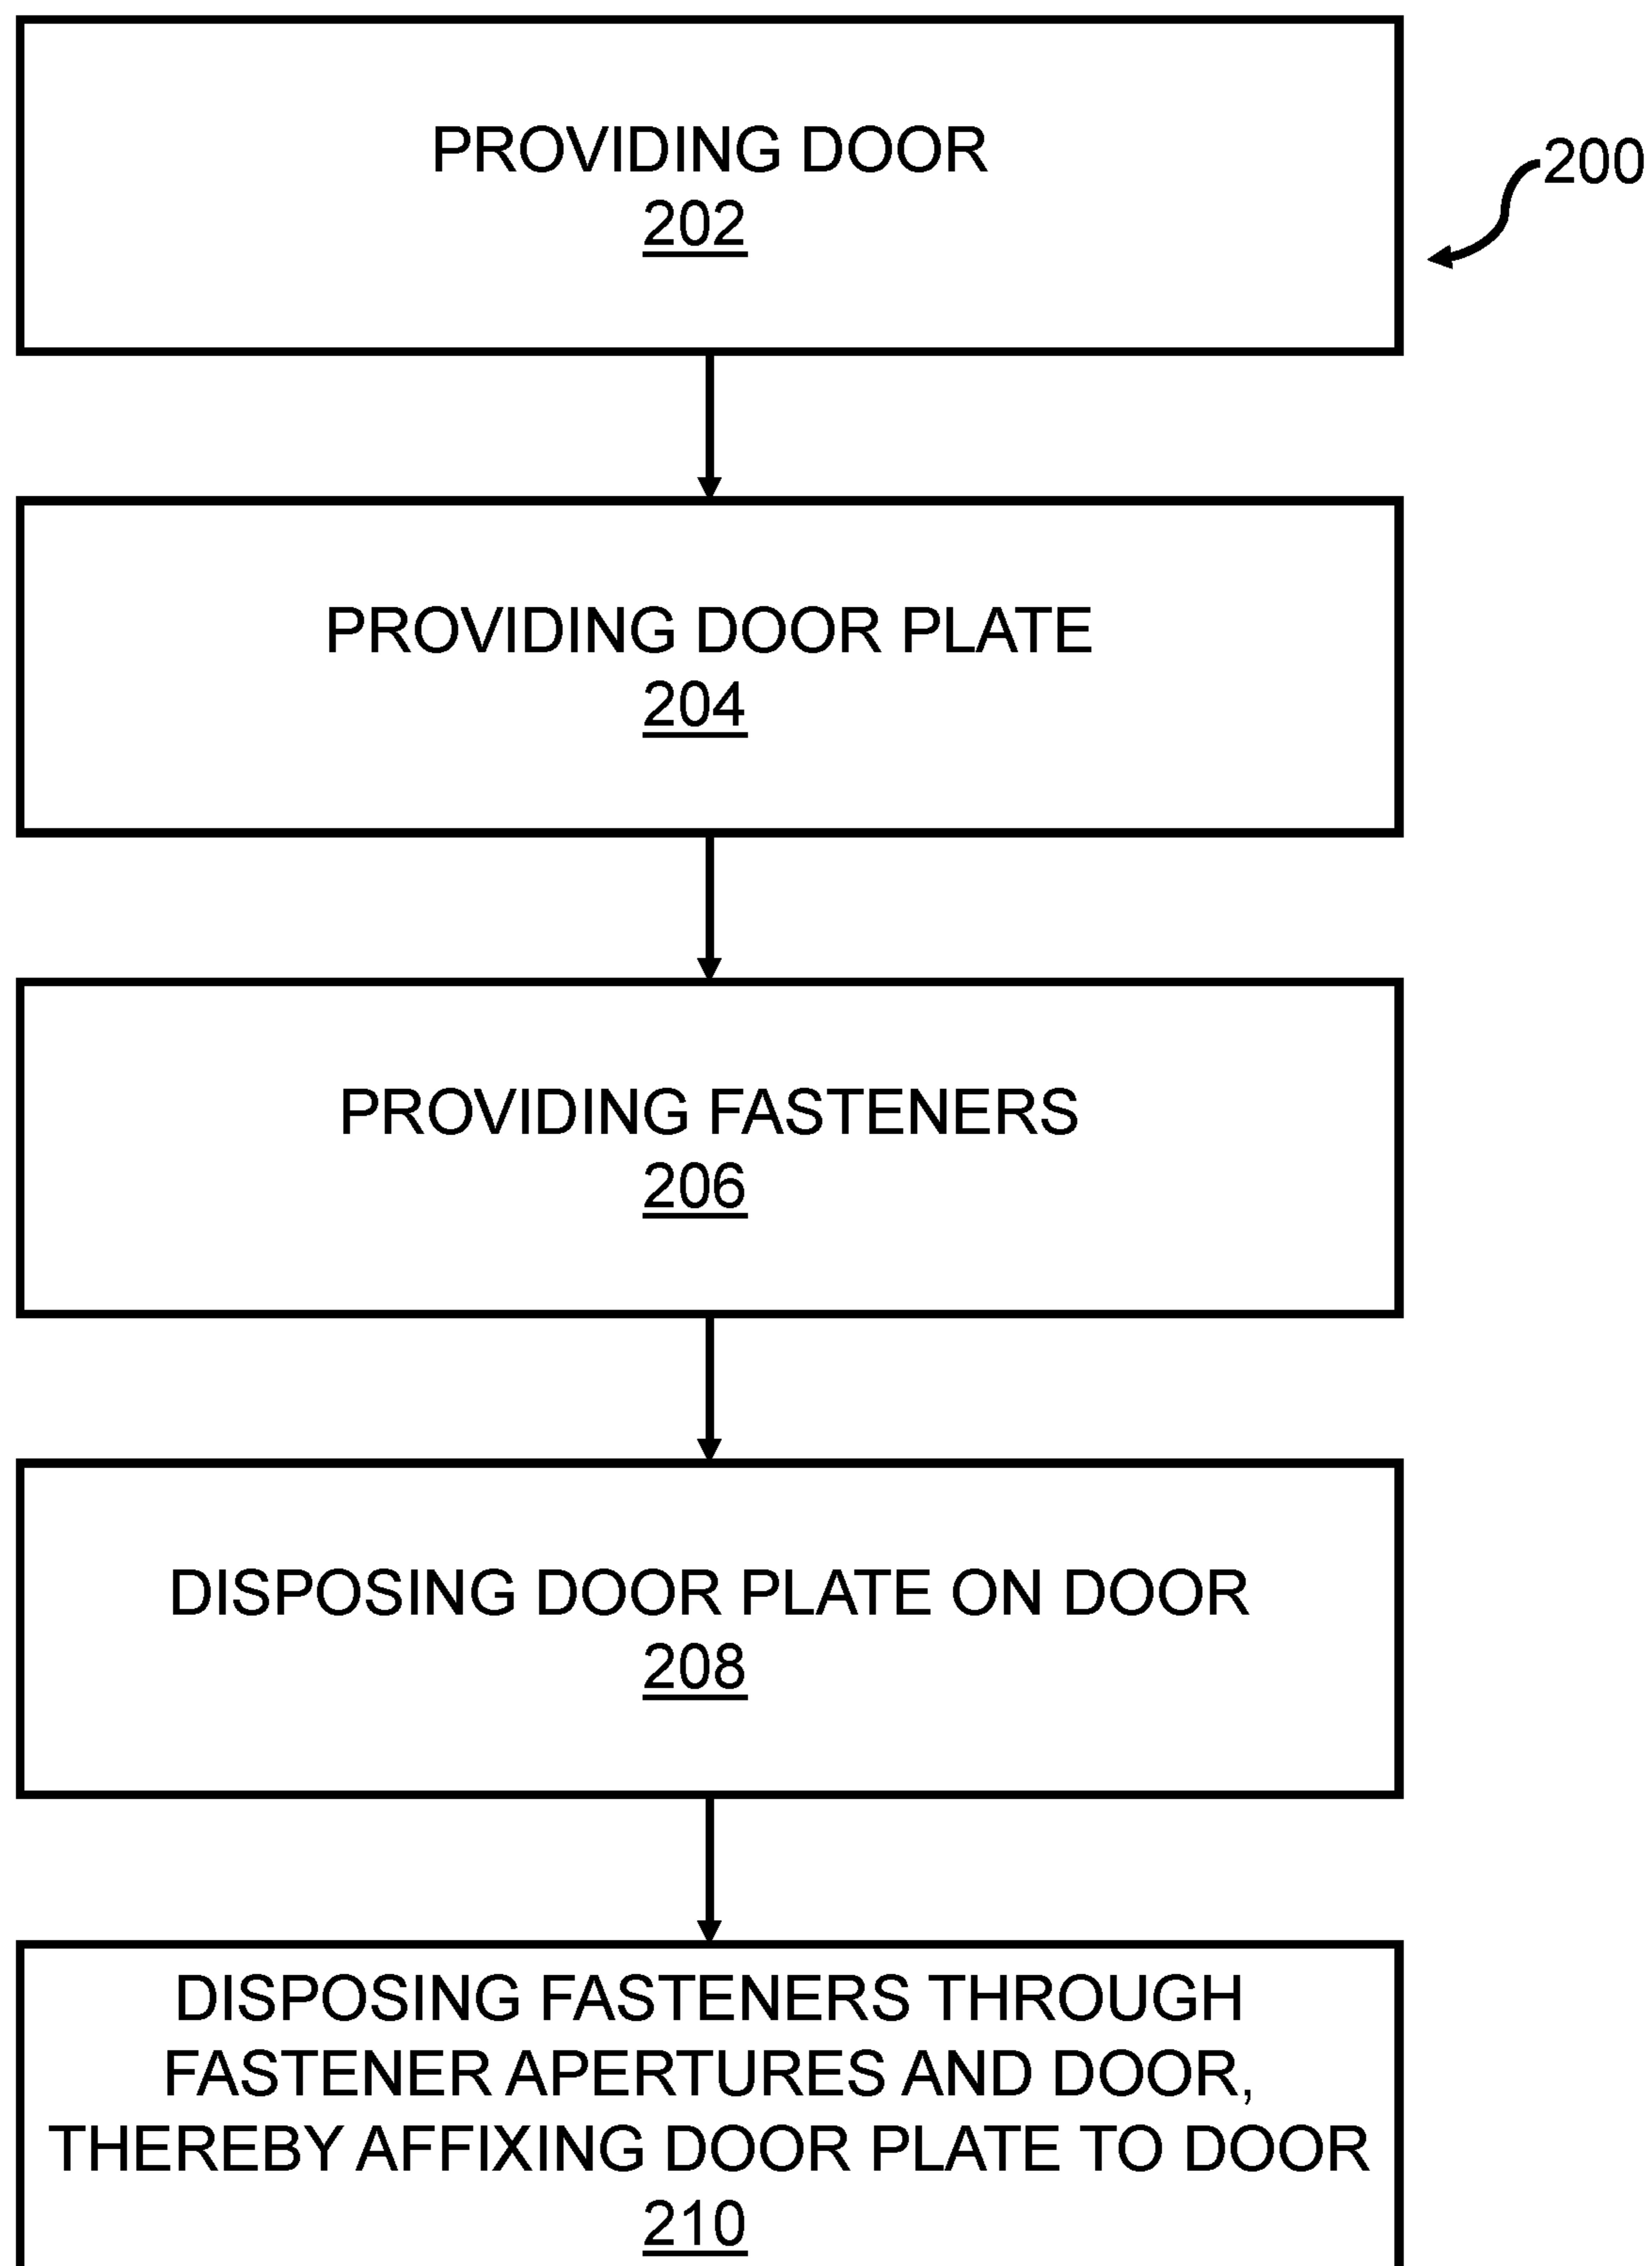 PROVIDING DOOR
202
200
PROVIDING DOOR PLATE
204
PROVIDING FASTENERS
206
DISPOSING DOOR PLATE ON DOOR
208
DISPOSING FASTENERS THROUGH
FASTENER APERTURES AND DOOR,
THEREBY AFFIXING DOOR PLATE TO DOOR
210